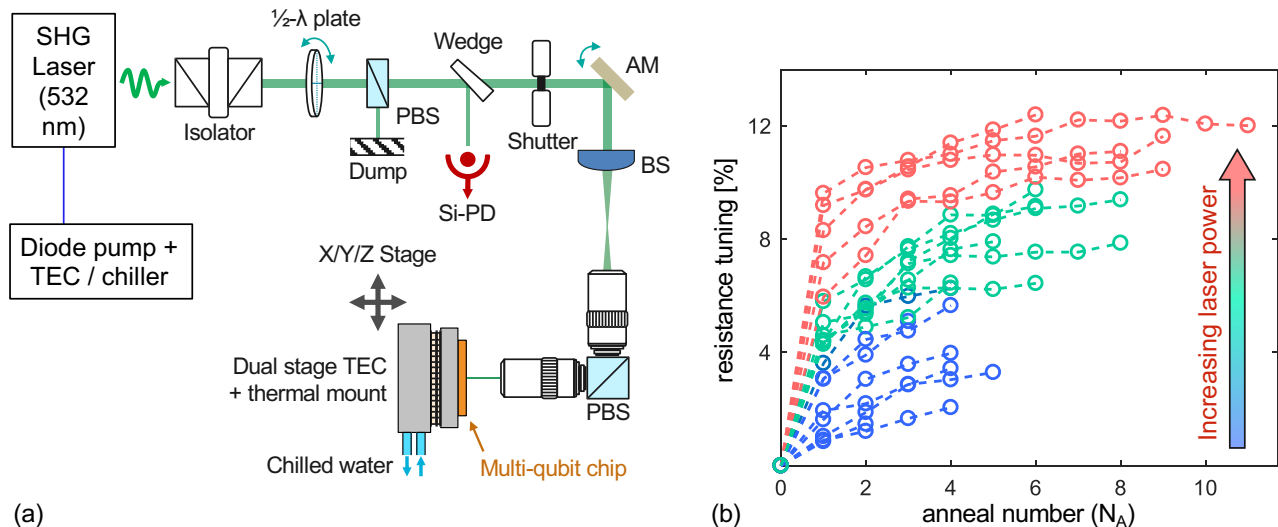 SHG
Laser
(532
nm)
Diode pump +
TEC / chiller
Isolator
½-λ plate
PBS
Dump
Wedge
Si-PD
Shutter
AM
BS
X/Y/Z Stage
Dual stage TEC
+ thermal mount
PBS
Chilled water
Multi-qubit chip
(a)
resistance tuning [%]
12
8
4
0
2
4
6
8
10
anneal number (N_A)
Increasing laser power
(b)